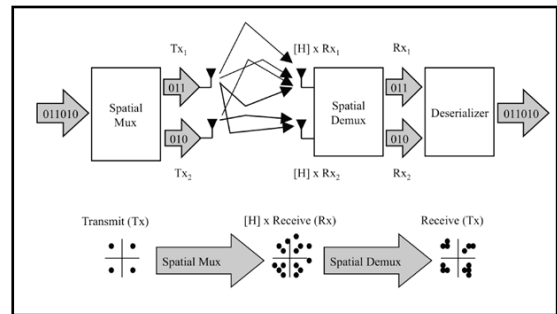 Tx1
[H] x Rx1
Rx1
011010
Spatial
Mux
011
Spatial
Demux
011
Deserializer
011010
010
010
Tx2
[H] x Rx2
Rx2
Transmit (Tx)
[H] x Receive (Rx)
Receive (Tx)
Spatial Mux
Spatial Demux